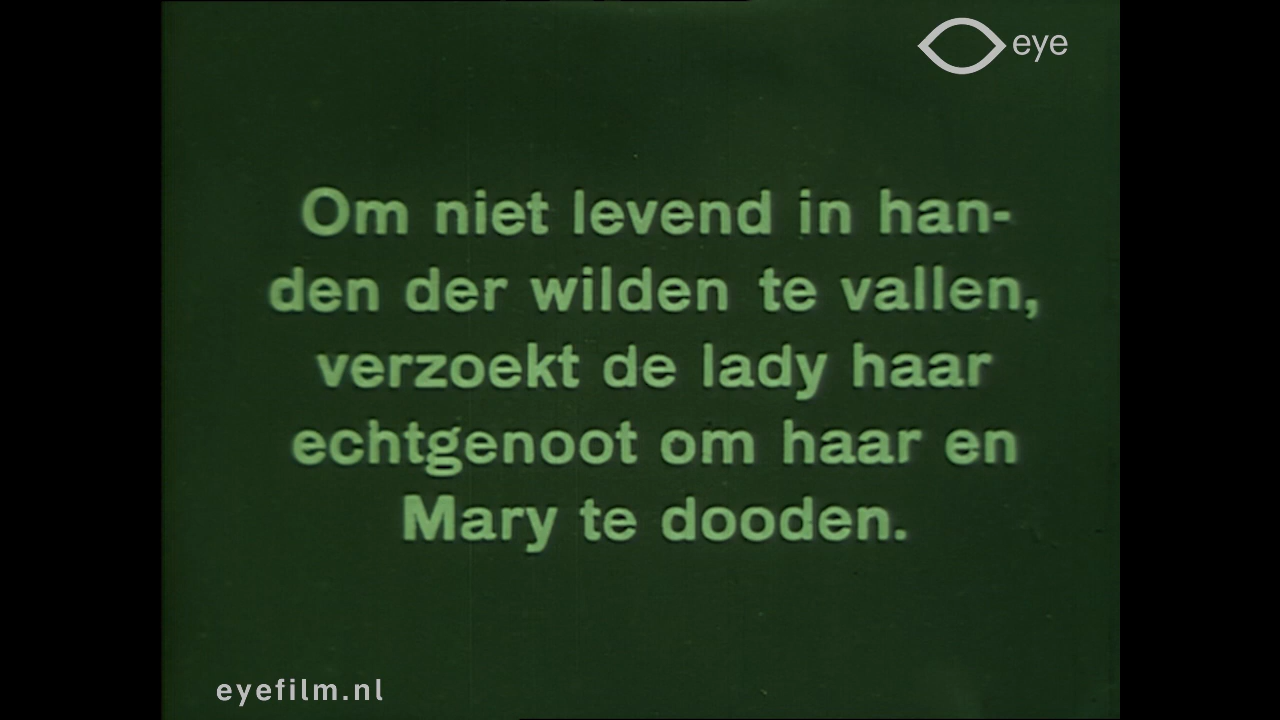 eye
Om niet levend in han-
den der wilden te vallen,
verzoekt de lady haar
echtgenoot om haar en
Mary te dooden.
eyefilm.nl